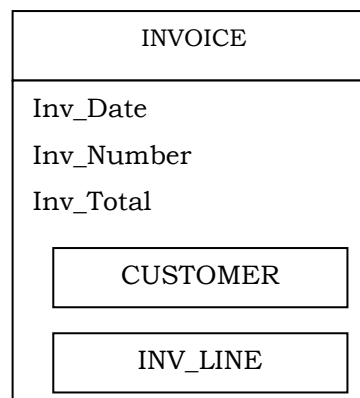 INVOICE
Inv_Date
Inv_Number
Inv_Total
CUSTOMER
INV_LINE